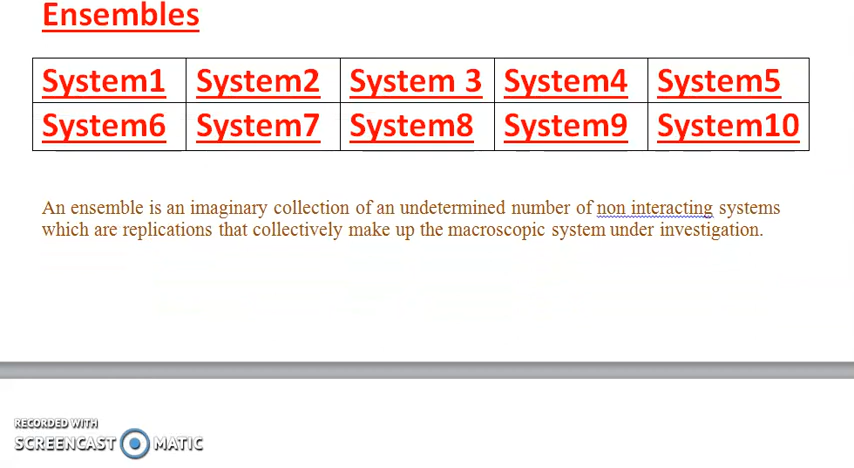 Ensembles
System1 System2 System 3 System4 System5
System6 System7 System8 System9 System10
An ensemble is an imaginary collection of an undetermined number of non interacting systems
which are replications that collectively make up the macroscopic system under investigation.
RECORDED WITH
SCREENCAST MATIC